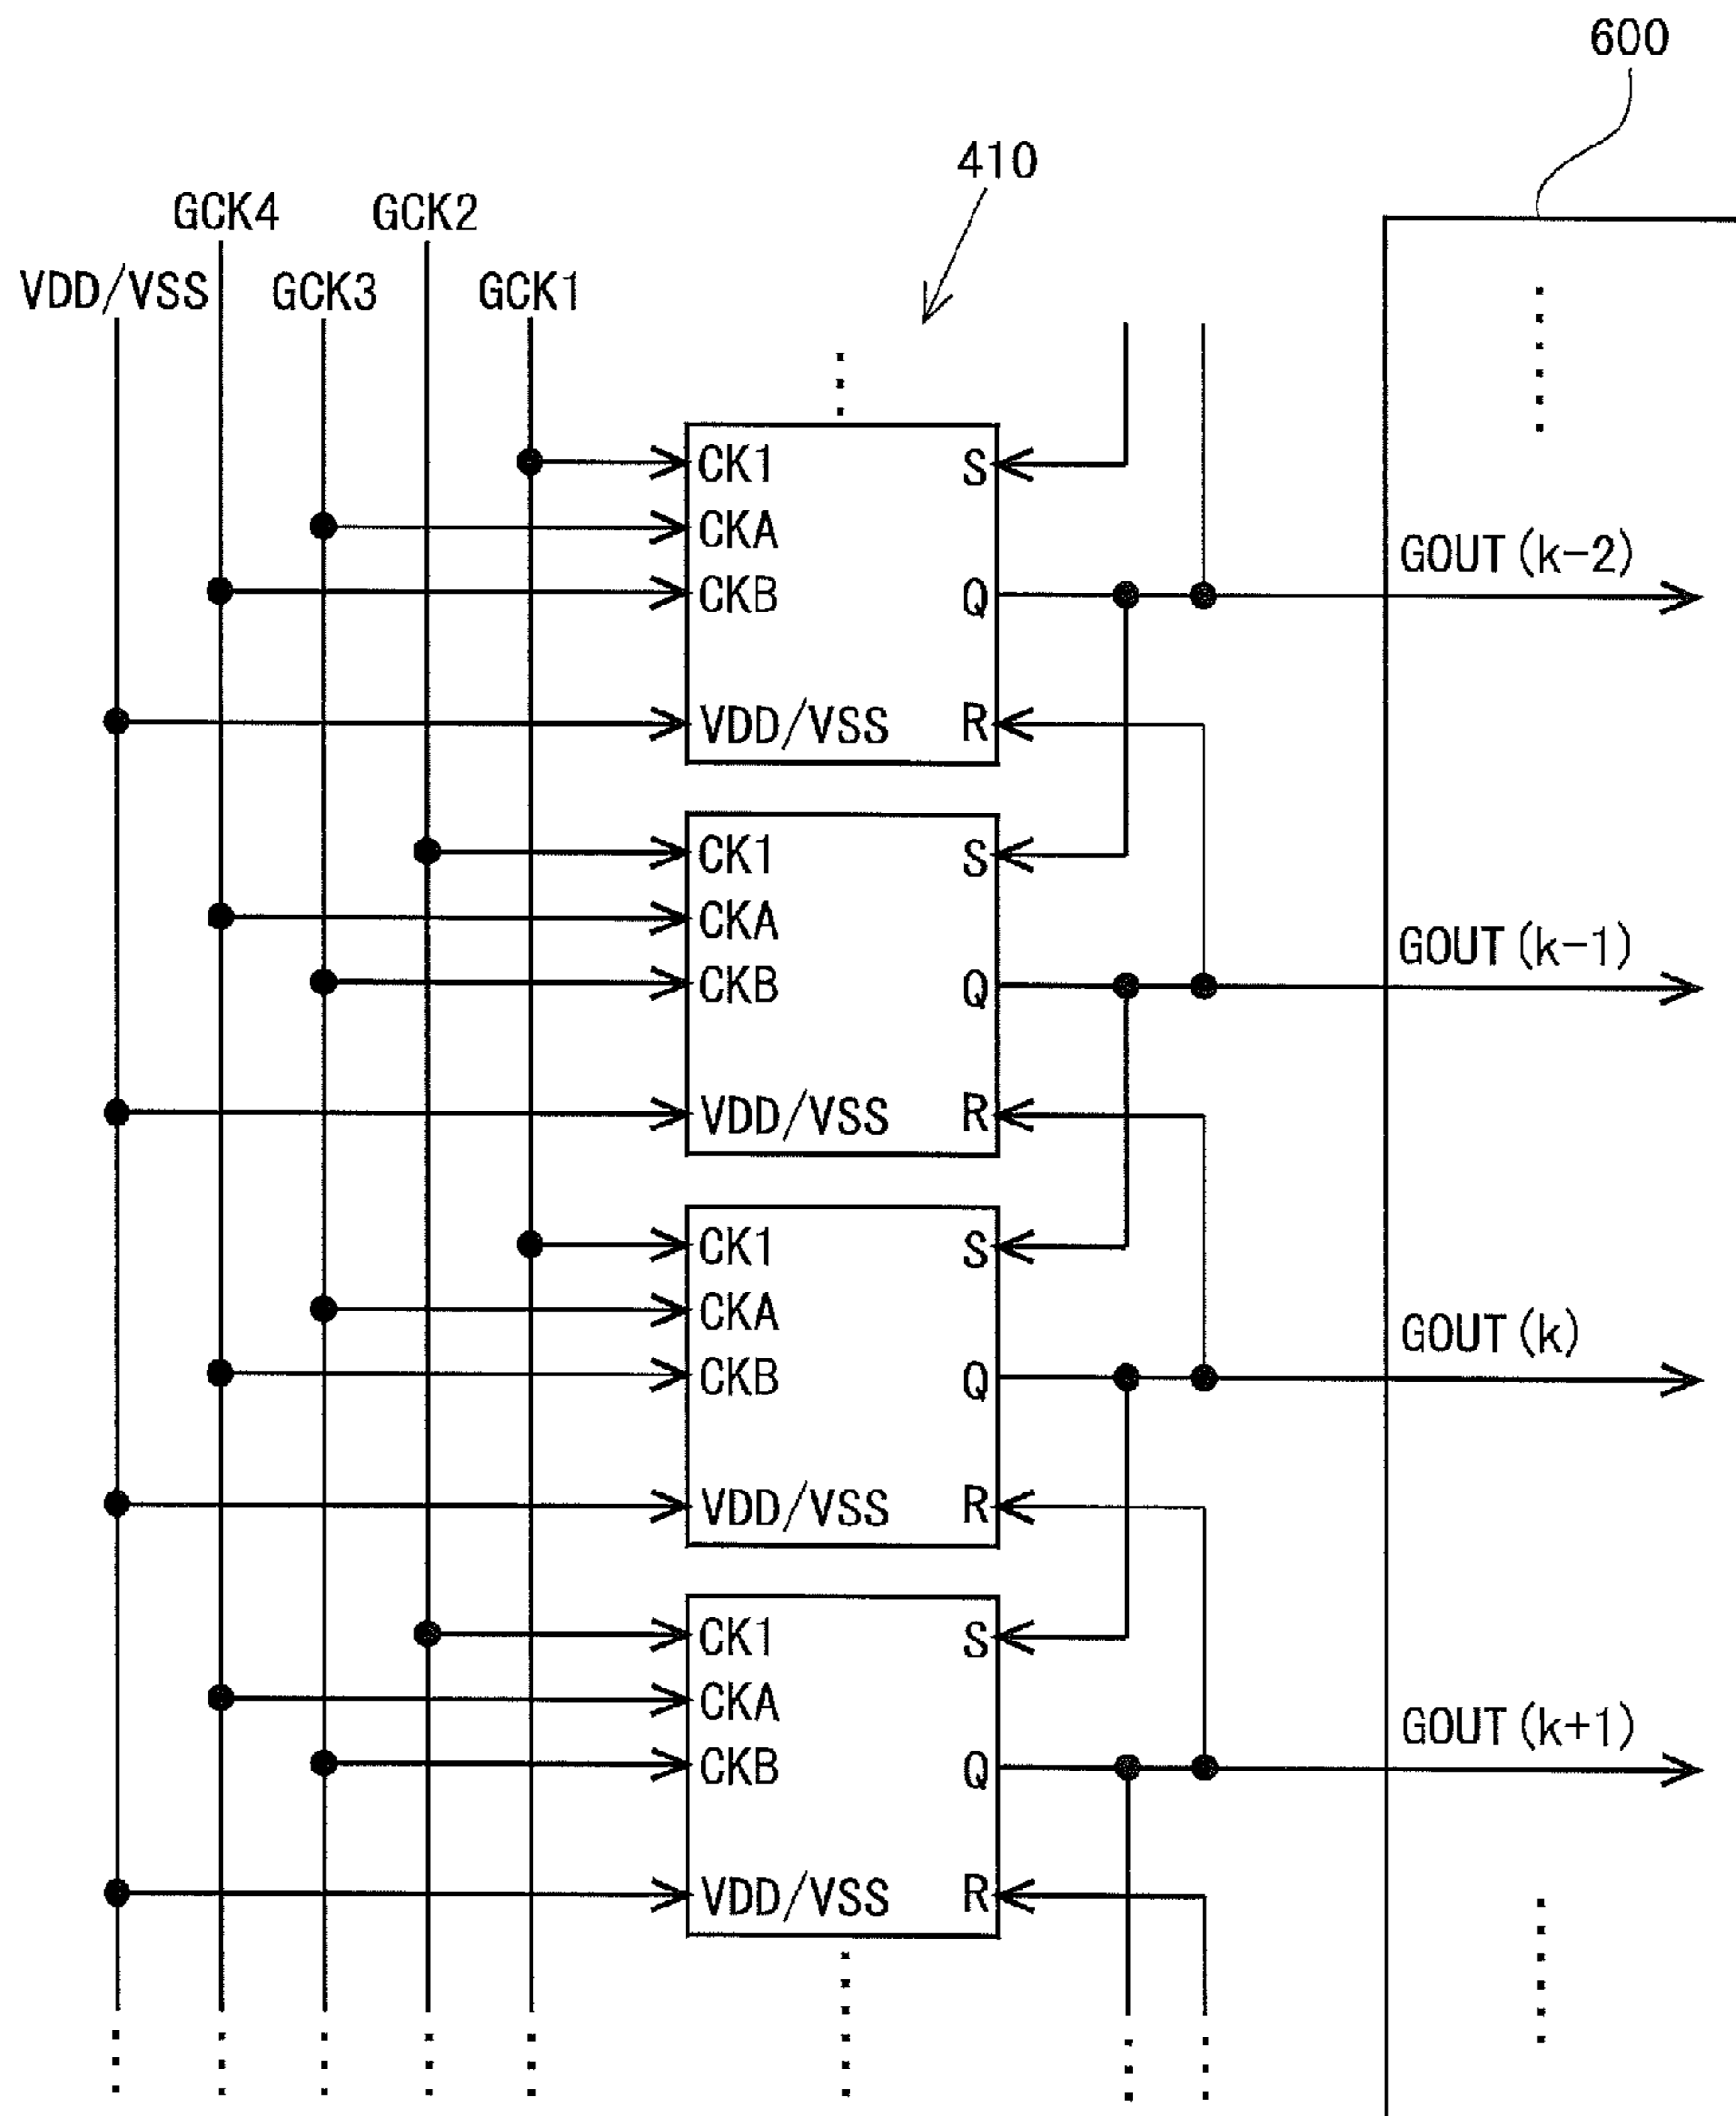 600
410
GCK4 GCK2
VDD/VSS GCK3 GCK1
CK1 S
CKA
GOUT (k-2)
CKB Q
VDD/VSS R
CK1 S
CKA
GOUT (k-1)
CKB Q
VDD/VSS R
CK1 S
CKA
GOUT (k)
CKB Q
VDD/VSS R
CK1 S
CKA
GOUT (k+1)
CKB Q
VDD/VSS R